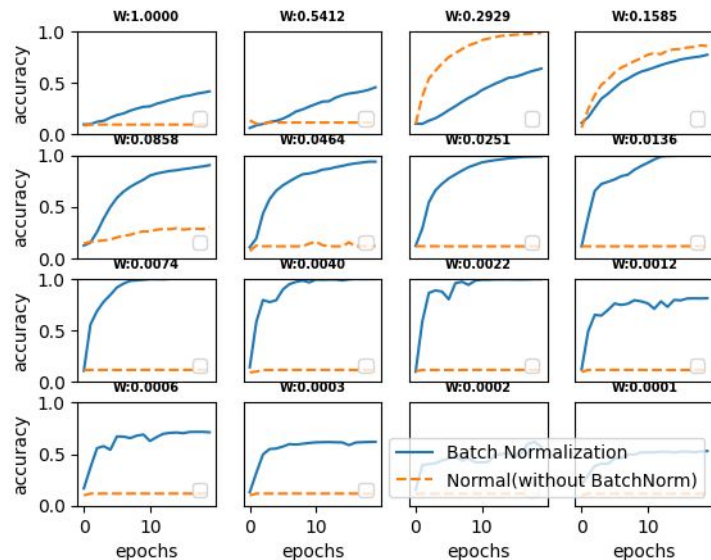 W:1.0000 W:0.5412 W:0.2929 W:0.1585
1.0
0.5
0.0
accuracy
W:0.0858 W:0.0464 W:0.0251 W:0.0136
1.0
0.5
0.0
accuracy
W:0.0074 W:0.0040 W:0.0022 W:0.0012
1.0
0.5
0.0
accuracy
W:0.0006 W:0.0003 W:0.0002 W:0.0001
1.0
0.5
0.0
accuracy
Batch Normalization
Normal(without BatchNorm)
0 10 0 10 0 10 0 10
epochs epochs epochs epochs